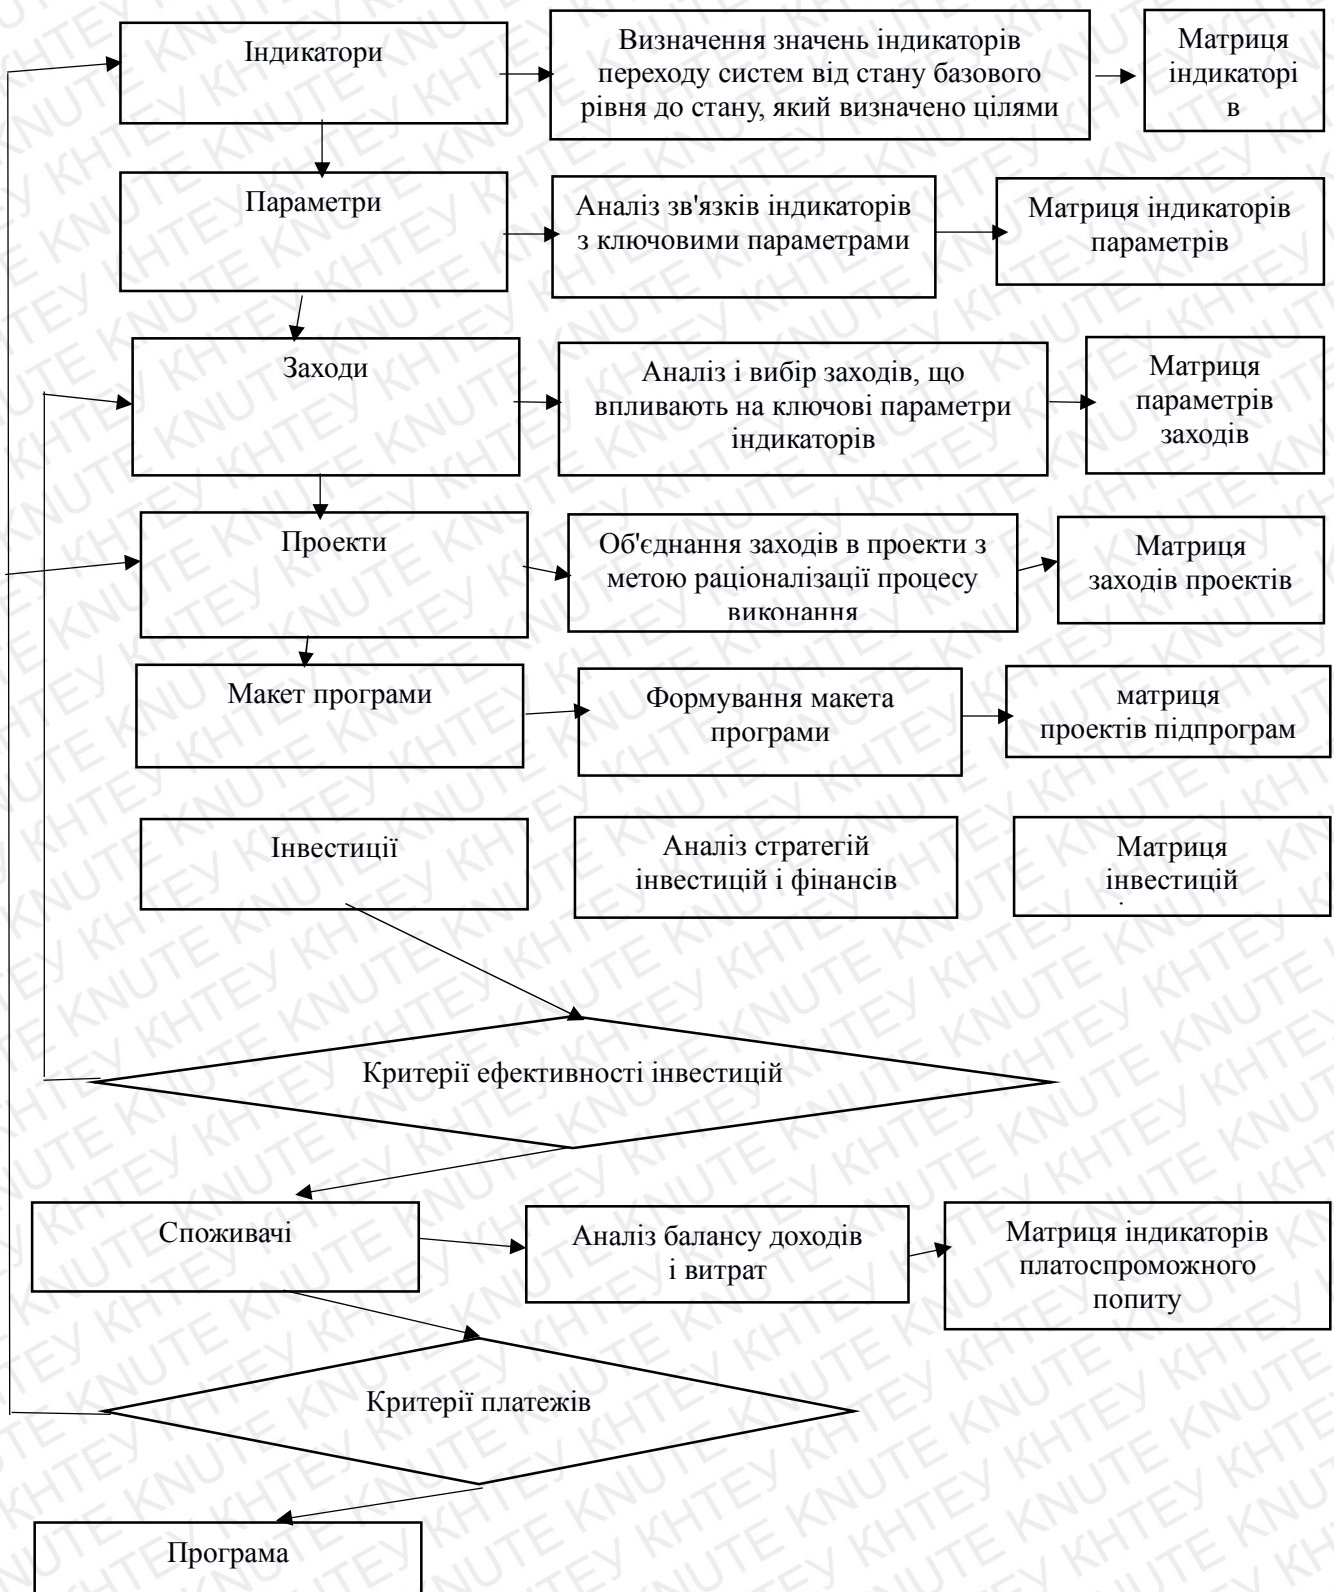 Індикатори
Визначення значень індикаторів
переходу систем від стану базового
рівня до стану, який визначено цілями
Матриця
індикаторі
в
Параметри
Аналіз зв'язків індикаторів
з ключовими параметрами
Матриця індикаторів
параметрів
Заходи
Аналіз і вибір заходів, що
впливають на ключові параметри
індикаторів
Матриця
параметрів
заходів
Проекти
Об'єднання заходів в проекти з
метою раціоналізації процесу
виконання
Матриця
заходів проектів
Макет програми
Формування макета
програми
матриця
проектів підпрограм
Інвестиції
Аналіз стратегій
інвестицій і фінансів
Матриця
інвестицій
Критерії ефективності інвестицій
Споживачі
Аналіз балансу доходів
і витрат
Матриця індикаторів
платоспроможного
попиту
Критерії платежів
Програма